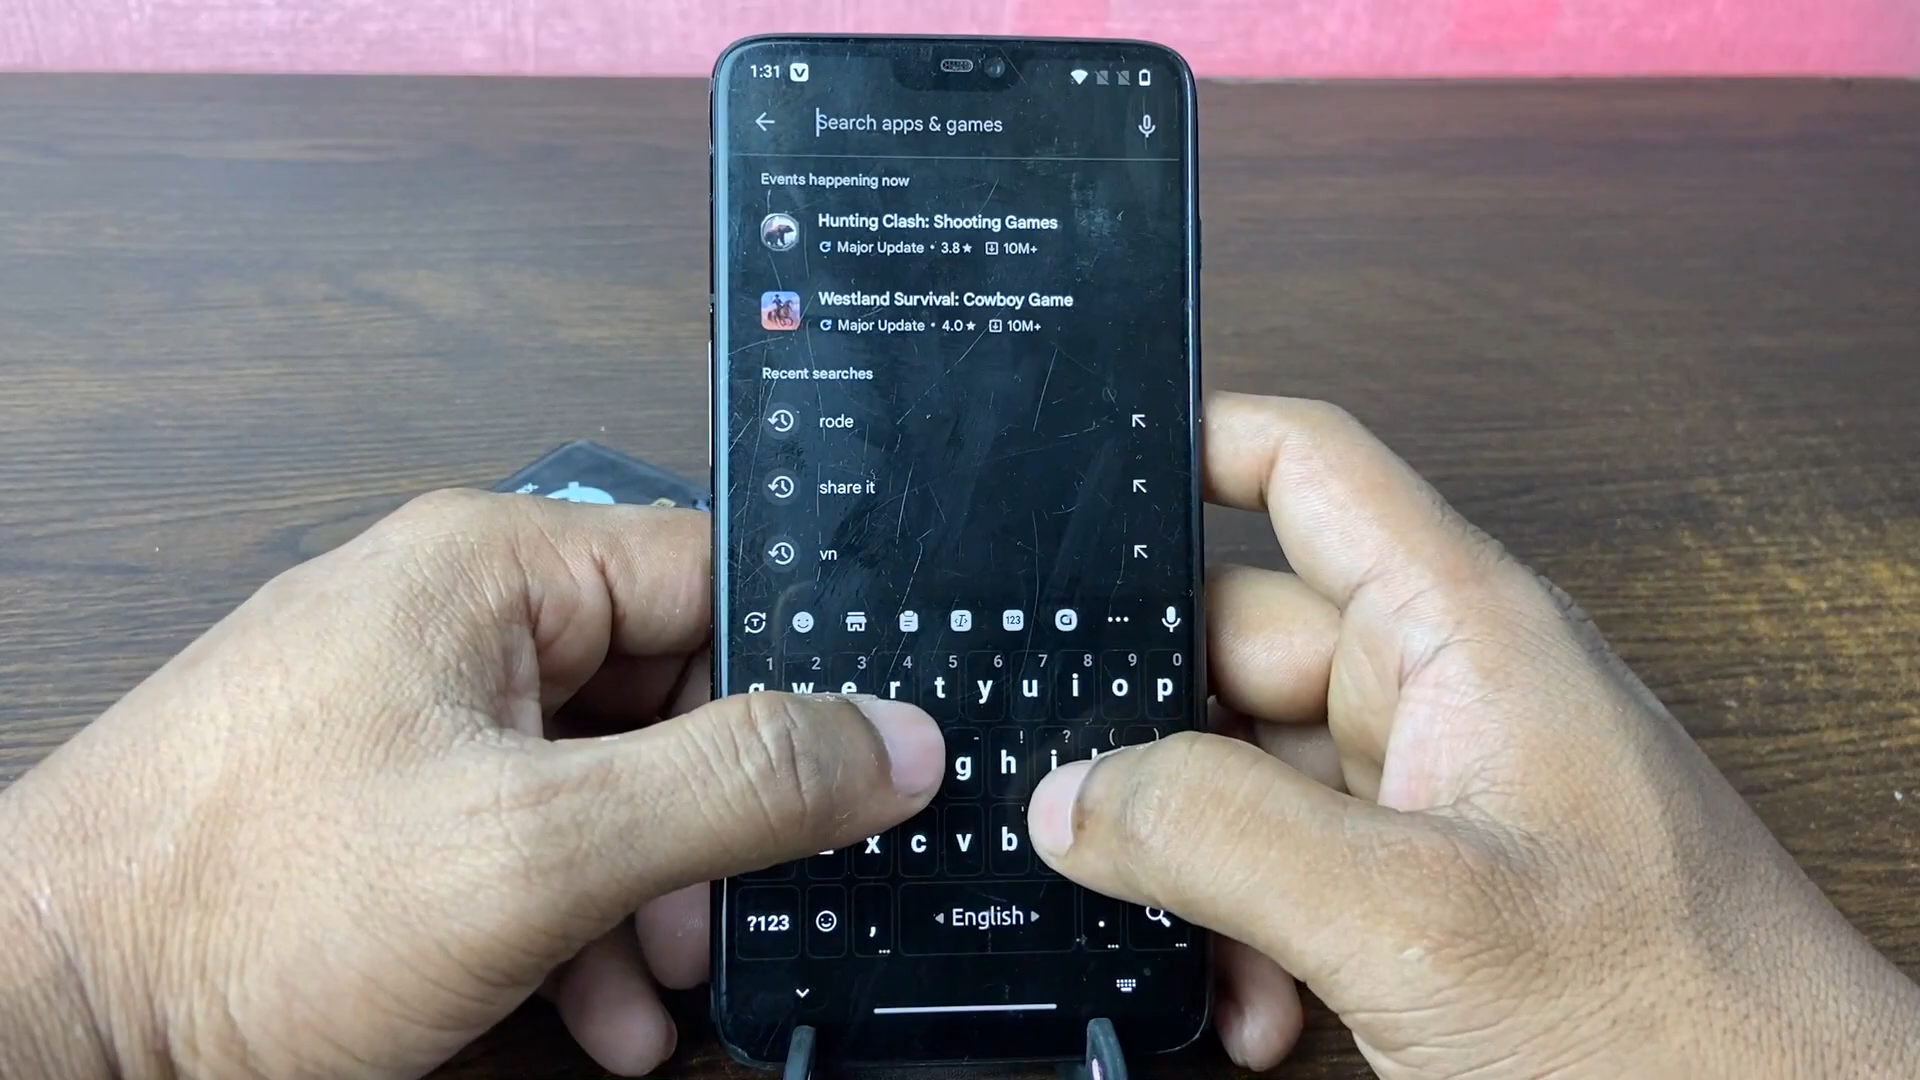 1:31
Search apps & games
Events happening now
Hunting Clash: Shooting Games
Major Update • 3.8★ 10M+
Westland Survival: Cowboy Game
Major Update • 4.0★ 10M+
Recent searches
rode
share it
vn
123
1 2 3 4 5 6 7 8 9 0
q w e r t y u i o p
- ! ? ( )
g h j
x c v b
?123 , English .